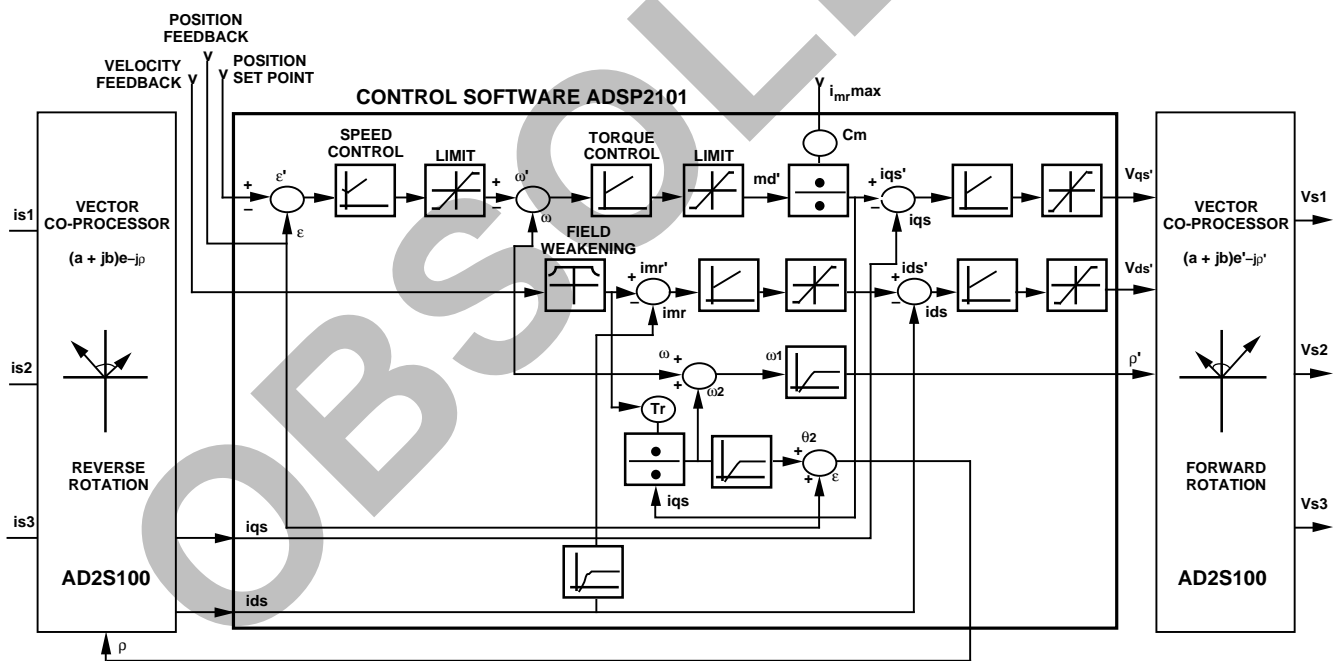 POSITION
FEEDBACK
VELOCITY
FEEDBACK
POSITION
SET POINT
CONTROL SOFTWARE ADSP2101
imrmax
Cm
SPEED
CONTROL
LIMIT
TORQUE
CONTROL
LIMIT
+
−
ε'
ε
+
−
ω'
ω
md'
+
−
iqs'
iqs
Vqs'
FIELD
WEAKENING
+
−
imr'
imr
+
−
ids'
ids
Vds'
ω
+
+
ω2
ω1
ρ'
Tr
iqs
θ2
+
+
ε
is1
is2
is3
VECTOR
CO-PROCESSOR
(a + jb)e−jρ
REVERSE
ROTATION
AD2S100
iqs
ids
ρ
VECTOR
CO-PROCESSOR
(a + jb)e'−jρ'
FORWARD
ROTATION
AD2S100
Vs1
Vs2
Vs3
OBSOL